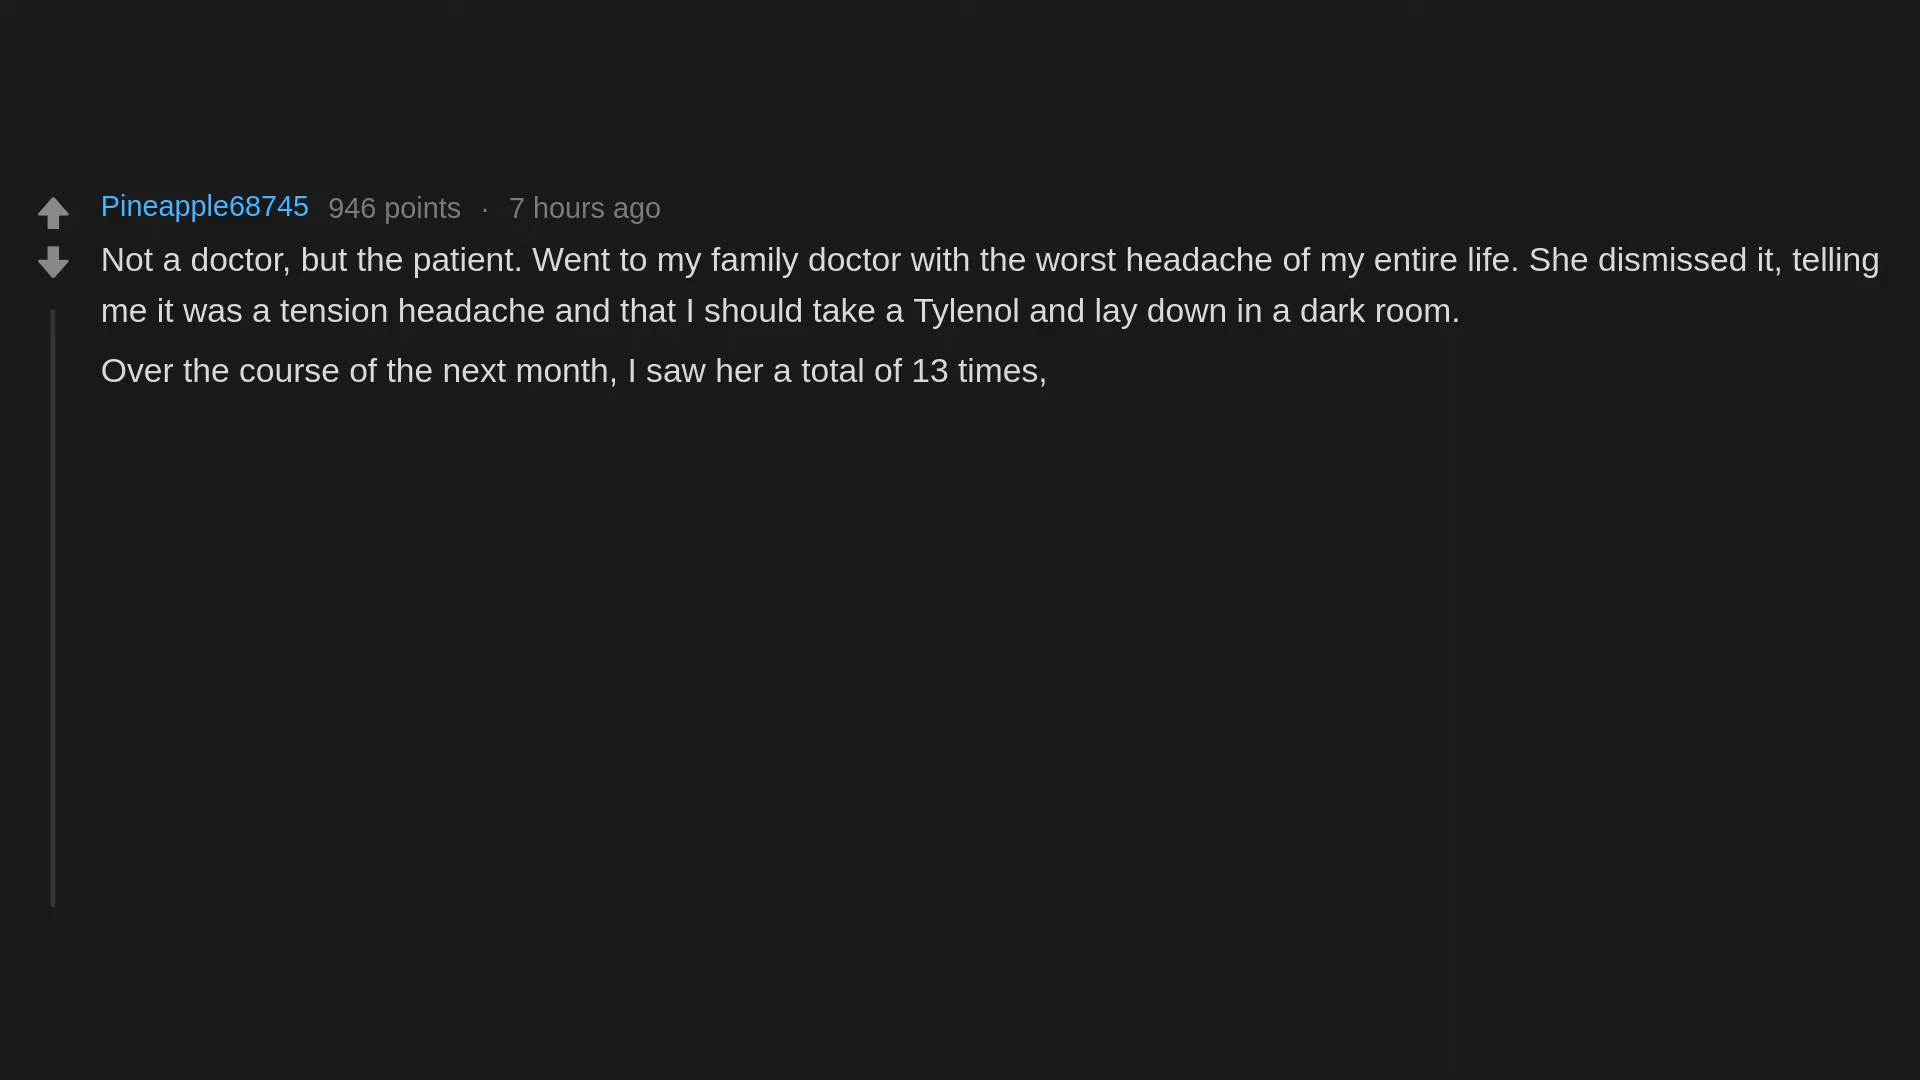 Pineapple68745 946 points · 7 hours ago
Not a doctor, but the patient. Went to my family doctor with the worst headache of my entire life. She dismissed it, telling
me it was a tension headache and that I should take a Tylenol and lay down in a dark room.
Over the course of the next month, I saw her a total of 13 times,